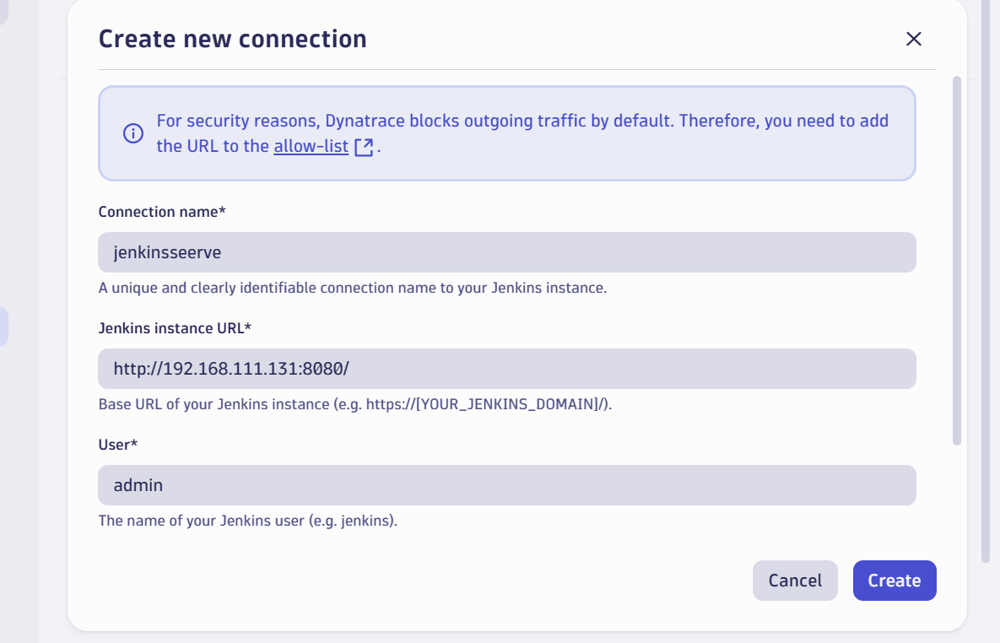 Create new connection
For security reasons, Dynatrace blocks outgoing traffic by default. Therefore, you need to add
the URL to the allow-list .
Connection name*
jenkinsseerve
A unique and clearly identifiable connection name to your Jenkins instance.
Jenkins instance URL*
http://192.168.111.131:8080/
Base URL of your Jenkins instance (e.g. https://[YOUR_JENKINS_DOMAIN]/).
User*
admin
The name of your Jenkins user (e.g. jenkins).
Cancel Create